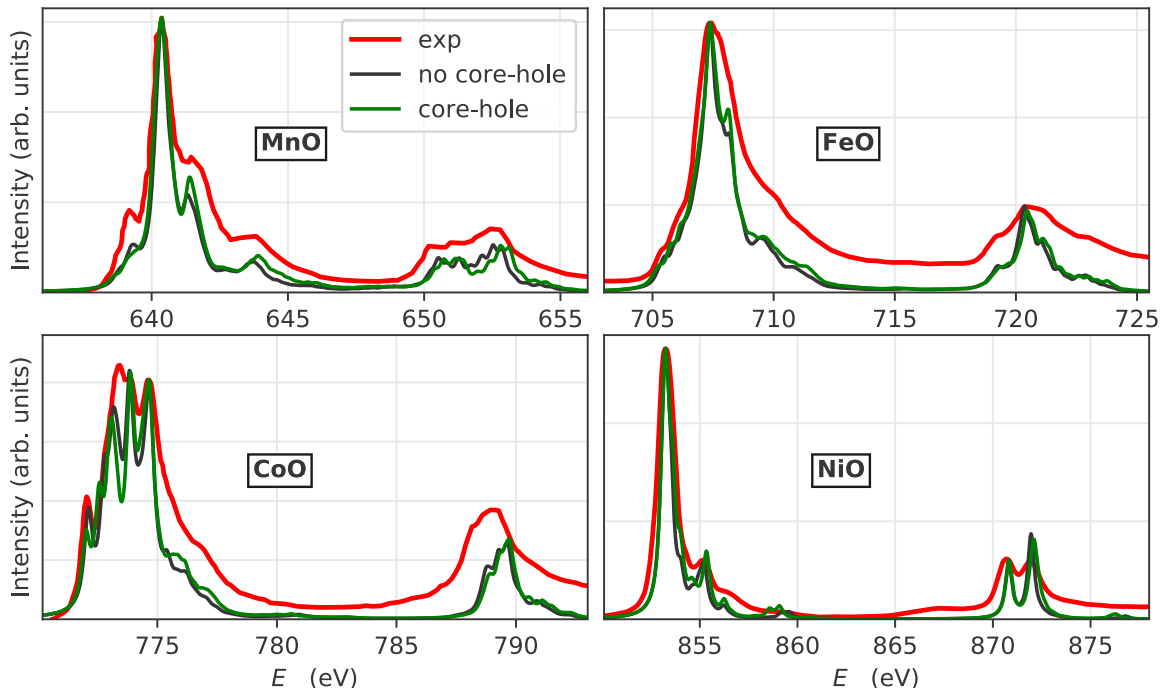 Intensity (arb. units)
exp
no core-hole
core-hole
MnO
640 645 650 655
FeO
705 710 715 720 725
Intensity (arb. units)
CoO
775 780 785 790
E (eV)
NiO
855 860 865 870 875
E (eV)